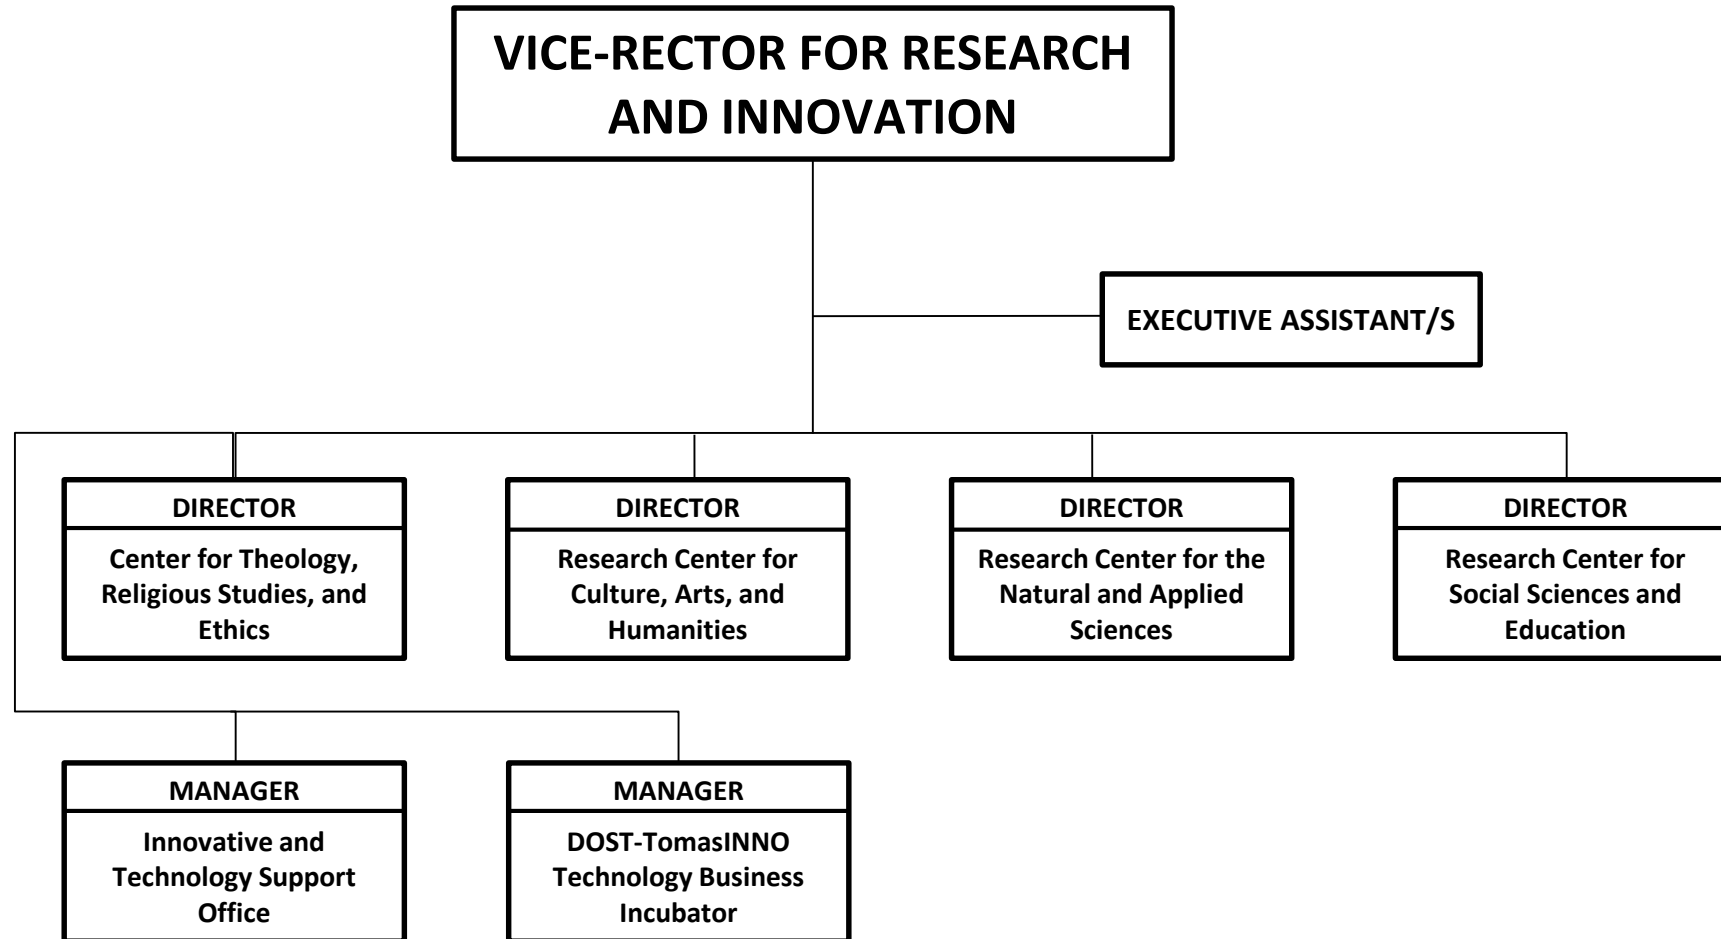 VICE-RECTOR FOR RESEARCH
AND INNOVATION
EXECUTIVE ASSISTANT/S
DIRECTOR
Center for Theology,
Religious Studies, and
Ethics
DIRECTOR
Research Center for
Culture, Arts, and
Humanities
DIRECTOR
Research Center for the
Natural and Applied
Sciences
DIRECTOR
Research Center for
Social Sciences and
Education
MANAGER
Innovative and
Technology Support
Office
MANAGER
DOST-TomasINNO
Technology Business
Incubator